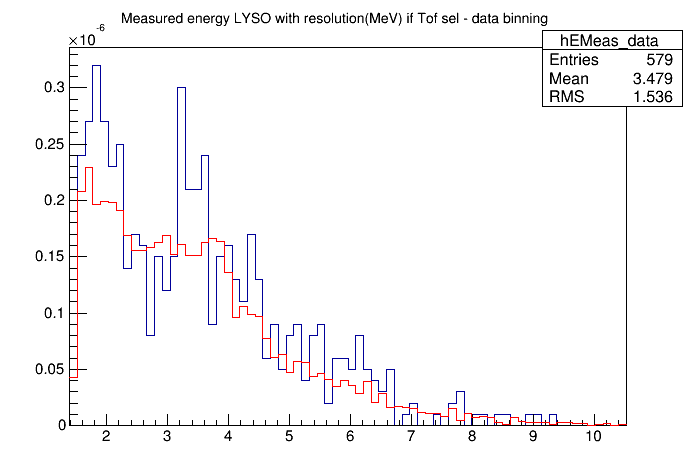 Measured energy LYSO with resolution(MeV) if Tof sel - data binning
×10⁻⁶
hEMeas_data
Entries 579
Mean 3.479
RMS 1.536
0.3
0.25
0.2
0.15
0.1
0.05
0
2 3 4 5 6 7 8 9 10